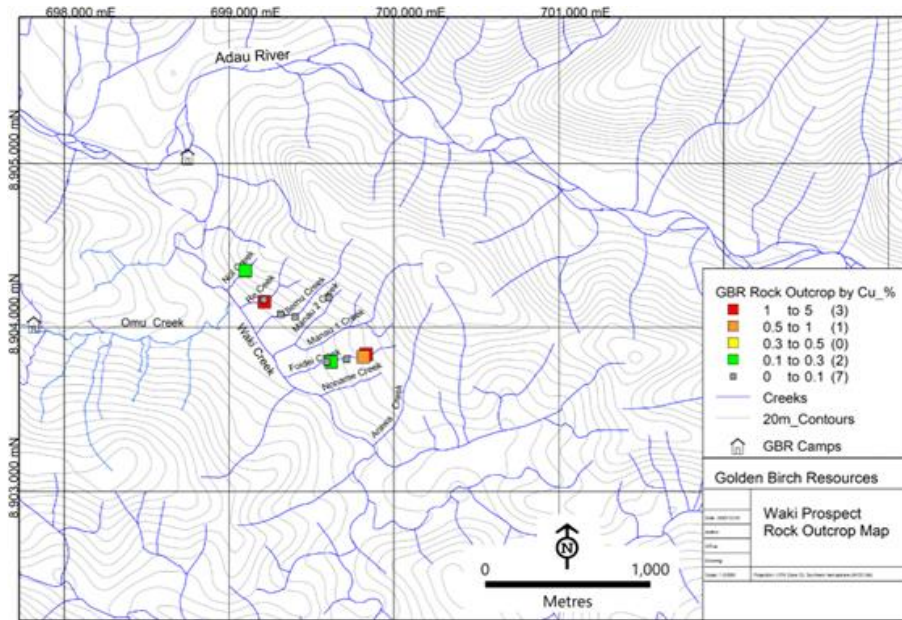 698.000 mE
699.000 mE
700.000 mE
701.000 mE
Adau River
8.905.000 mN
8.904.000 mN
8.903.000 mN
Omu Creek
Waki Creek
Manau 2 Creek
Manau 1 Creek
Noname Creek
GBR Rock Outcrop by Cu_%
1 to 5 (3)
0.5 to 1 (1)
0.3 to 0.5 (0)
0.1 to 0.3 (2)
0 to 0.1 (7)
Creeks
20m_Contours
GBR Camps
Golden Birch Resources
Waki Prospect
Rock Outcrop Map
N
0 1,000
Metres